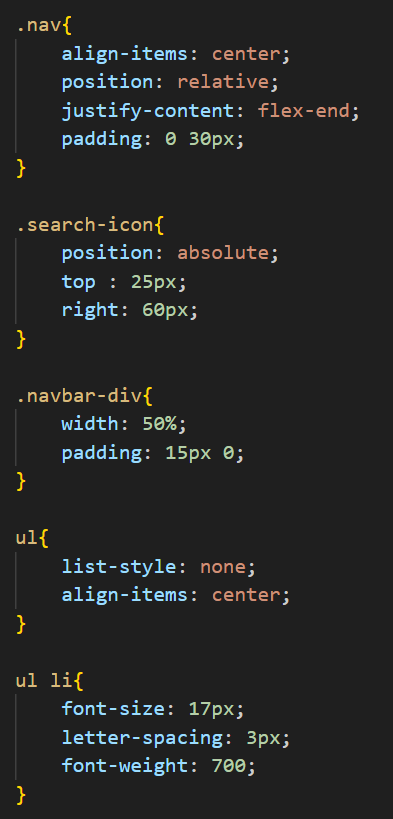 .nav{
    align-items: center;
    position: relative;
    justify-content: flex-end;
    padding: 0 30px;
}

.search-icon{
    position: absolute;
    top : 25px;
    right: 60px;
}

.navbar-div{
    width: 50%;
    padding: 15px 0;
}

ul{
    list-style: none;
    align-items: center;
}

ul li{
    font-size: 17px;
    letter-spacing: 3px;
    font-weight: 700;
}